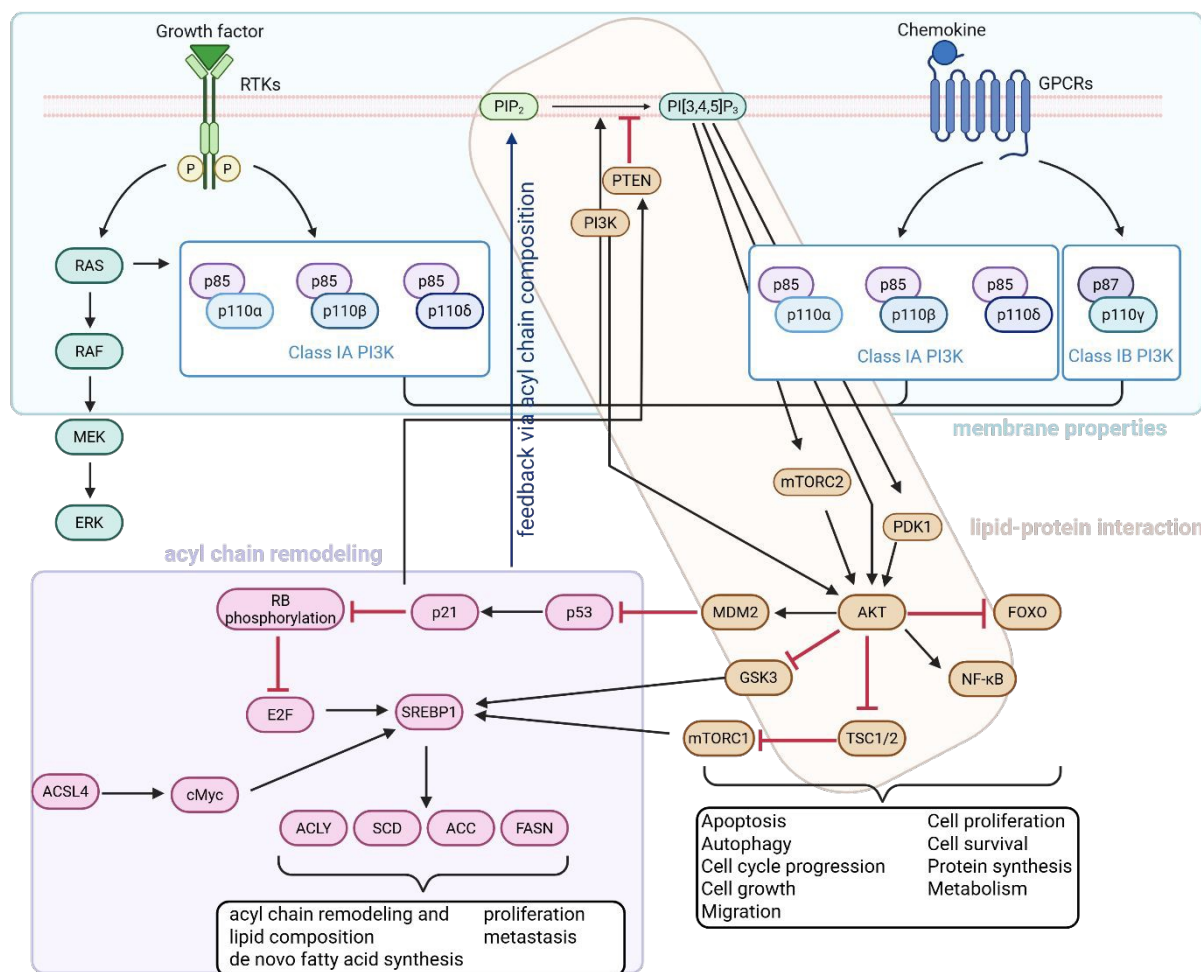 Growth factor
Chemokine
RTKs
GPCRs
PIP₂
PI[3,4,5]P₃
P
P
PTEN
PI3K
RAS
p85
p110α
p85
p110β
p85
p110δ
Class IA PI3K
p85
p110α
p85
p110β
p85
p110δ
Class IA PI3K
p87
p110γ
Class IB PI3K
RAF
MEK
ERK
membrane properties
feedback via acyl chain composition
mTORC2
PDK1
lipid-protein interaction
acyl chain remodeling
RB
phosphorylation
p21
p53
MDM2
AKT
FOXO
GSK3
NF-κB
E2F
SREBP1
mTORC1
TSC1/2
ACSL4
cMyc
ACLY
SCD
ACC
FASN
Apoptosis
Autophagy
Cell cycle progression
Cell growth
Migration
Cell proliferation
Cell survival
Protein synthesis
Metabolism
acyl chain remodeling and
lipid composition
de novo fatty acid synthesis
proliferation
metastasis